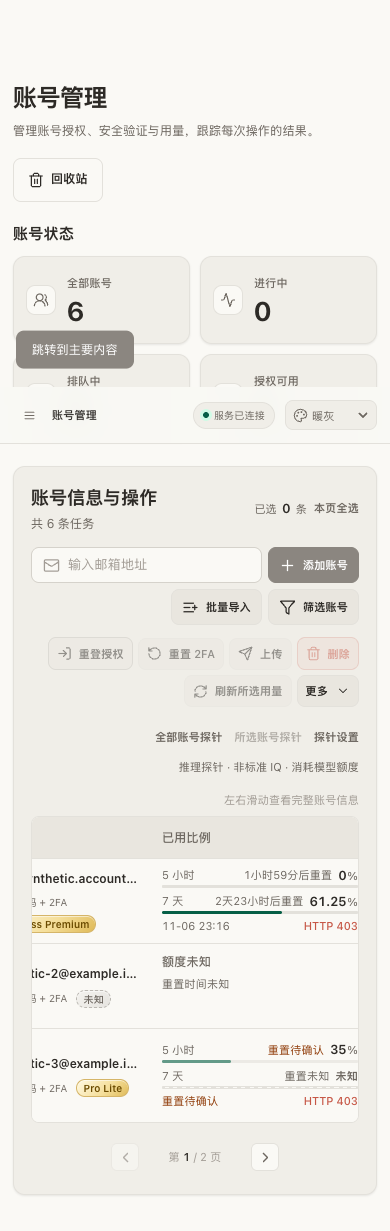 账号管理
管理账号授权、安全验证与用量，跟踪每次操作的结果。
回收站
账号状态
全部账号
6
进行中
0
跳转到主要内容
排队中
授权可用
账号管理
服务已连接
暖灰
账号信息与操作
共 6 条任务
已选 0 条 本页全选
输入邮箱地址
添加账号
批量导入
筛选账号
重登授权
重置 2FA
上传
删除
刷新所选用量
更多
全部账号探针 所选账号探针 探针设置
推理探针 · 非标准 IQ · 消耗模型额度
左右滑动查看完整账号信息
已用比例
nthetic.account...
+ 2FA
ss Premium
5 小时 1小时59分后重置 0%
7 天 2天23小时后重置 61.25%
11-06 23:16 HTTP 403
tic-2@example.i...
+ 2FA 未知
额度未知
重置时间未知
tic-3@example.i...
+ 2FA Pro Lite
5 小时 重置待确认 35%
7 天 重置未知 未知
重置待确认 HTTP 403
第 1 / 2 页